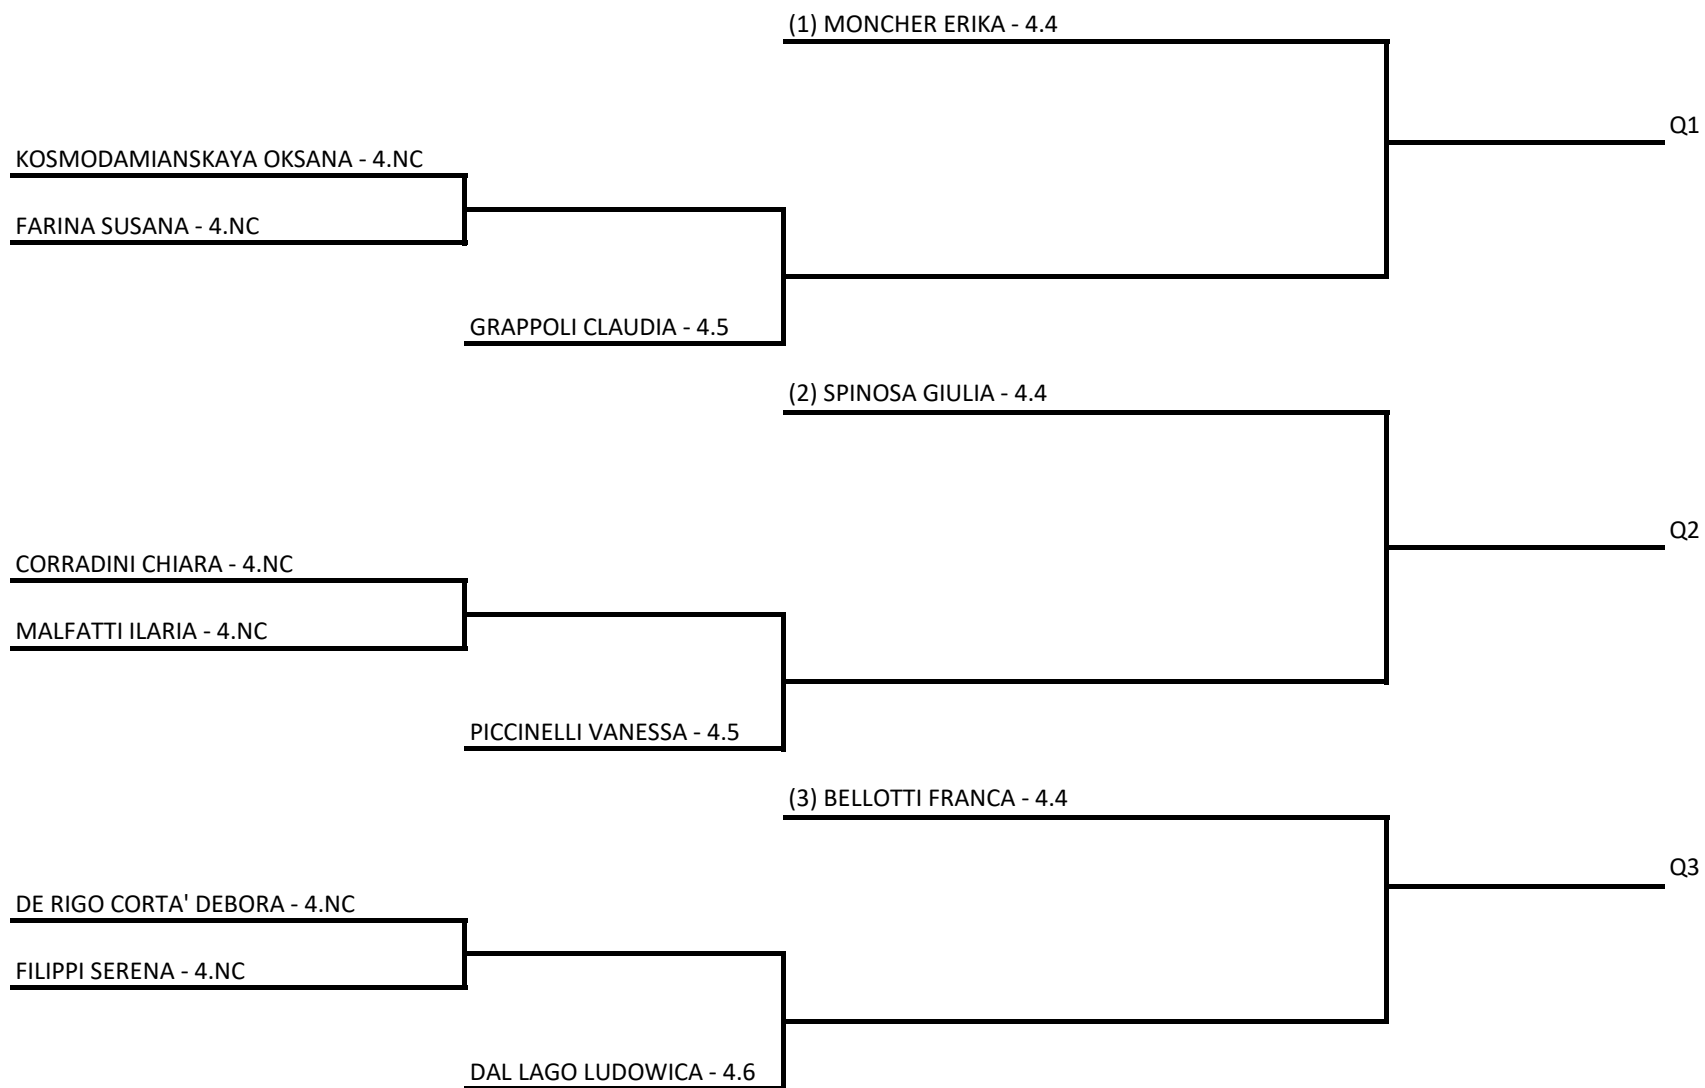 (1) MONCHER ERIKA - 4.4
Q1
KOSMODAMIANSKAYA OKSANA - 4.NC
FARINA SUSANA - 4.NC
GRAPPOLI CLAUDIA - 4.5
(2) SPINOSA GIULIA - 4.4
Q2
CORRADINI CHIARA - 4.NC
MALFATTI ILARIA - 4.NC
PICCINELLI VANESSA - 4.5
(3) BELLOTTI FRANCA - 4.4
Q3
DE RIGO CORTA' DEBORA - 4.NC
FILIPPI SERENA - 4.NC
DAL LAGO LUDOWICA - 4.6